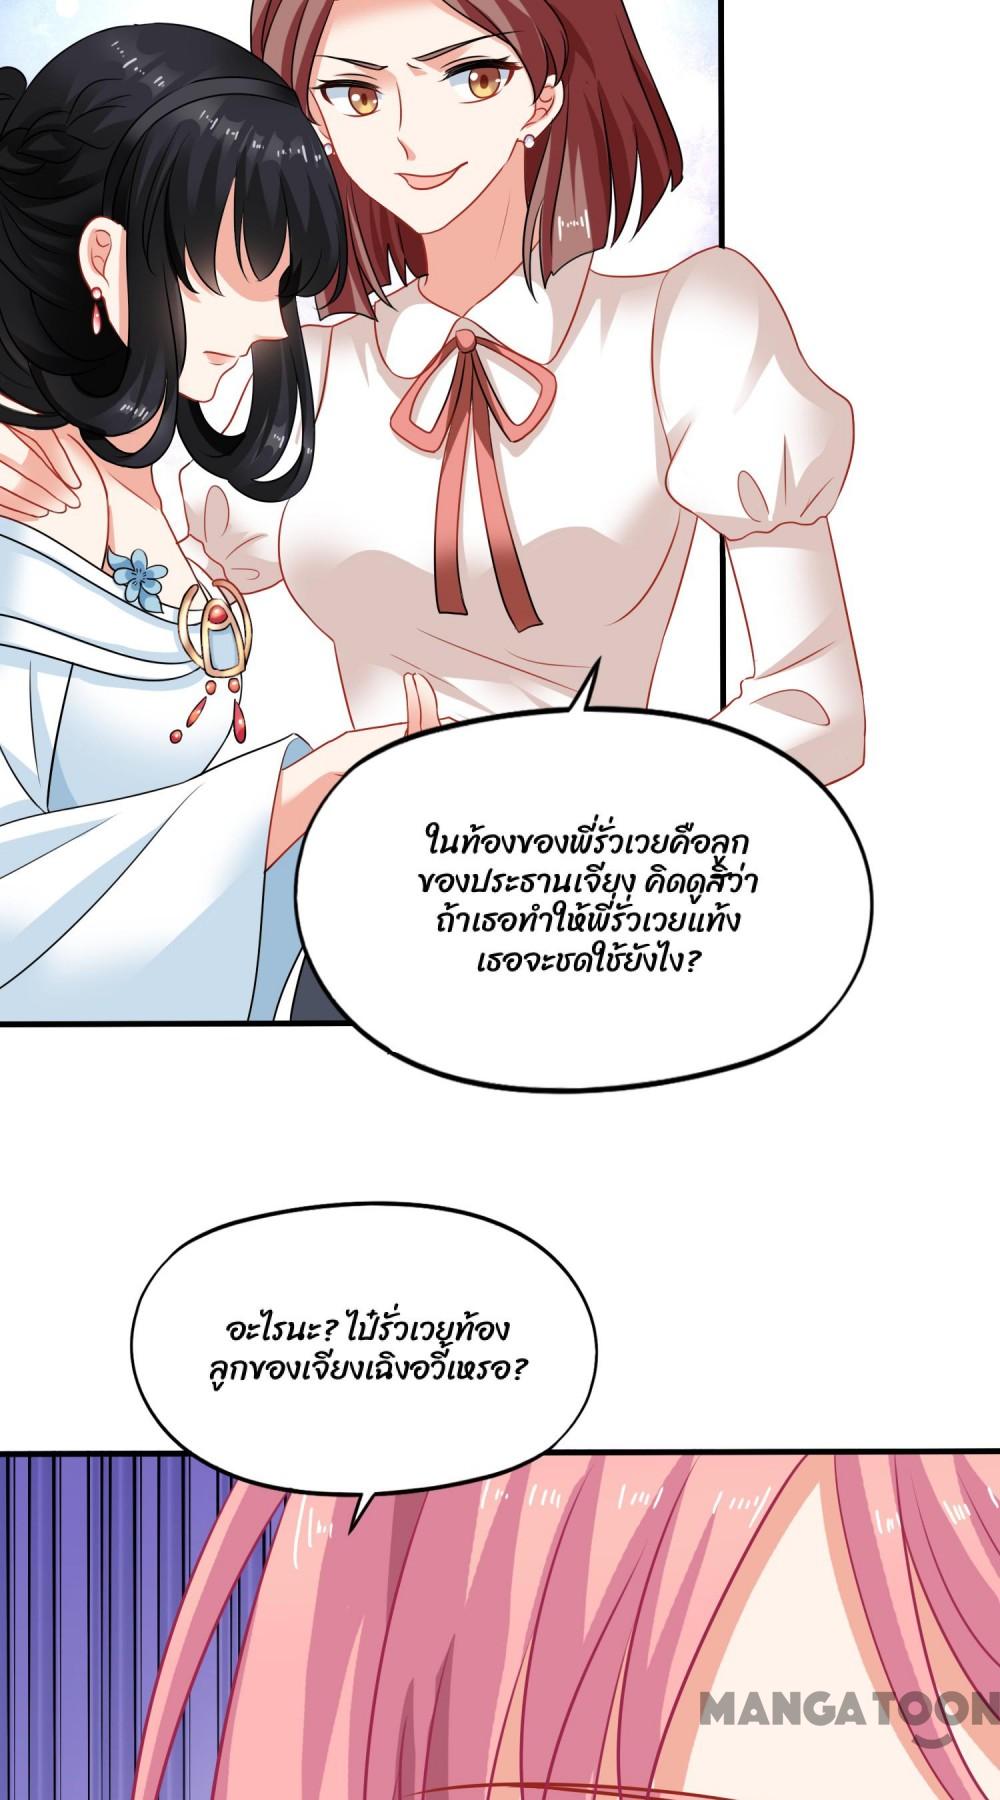 ในท้องของพี่รั่วเวยคือลูก
ของประธานเจียง คิดดูสิว่า
ถ้าเธอทำให้พี่รั่วเวยแท้ง
เธอจะชดใช้ยังไง?
อะไรนะ? ไป๋รั่วเวยท้อง
ลูกของเจียงเฉิงอวี้เหรอ?
MANGATOON